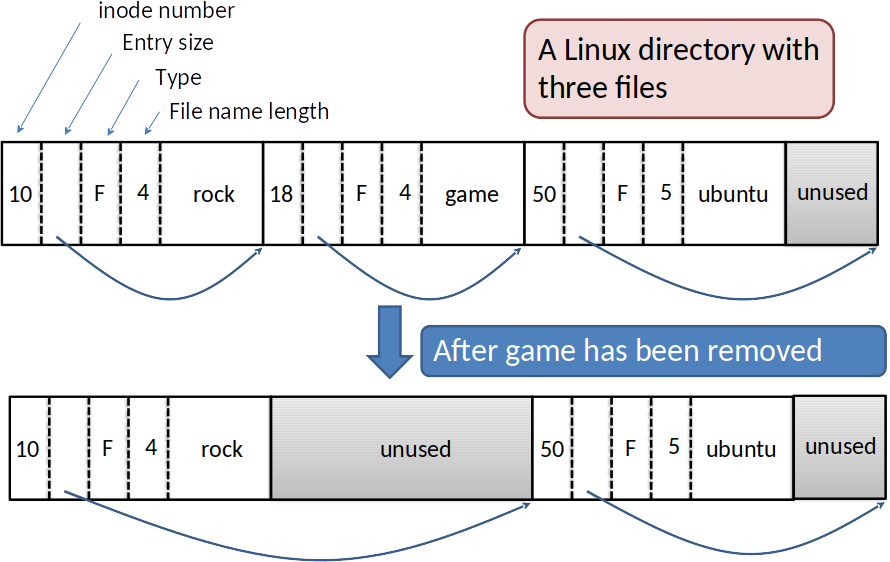 inode number
Entry size
Type
File name length
A Linux directory with
three files
10 F 4 rock 18 F 4 game 50 F 5 ubuntu unused
After game has been removed
10 F 4 rock unused 50 F 5 ubuntu unused